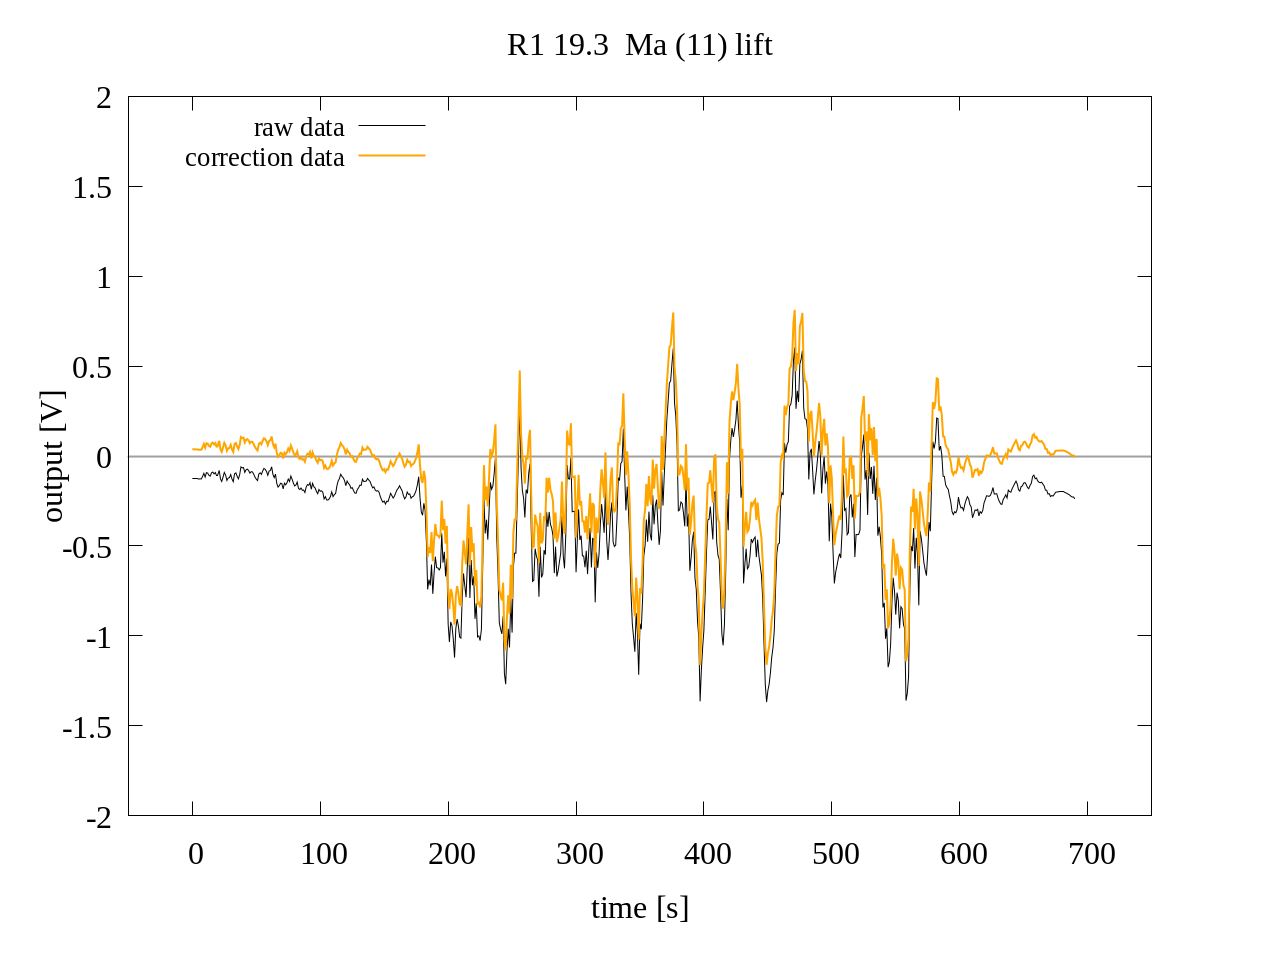 R1 19.3  Ma (11) lift
raw data
correction data
output [V]
2
1.5
1
0.5
0
-0.5
-1
-1.5
-2
0 100 200 300 400 500 600 700
time [s]